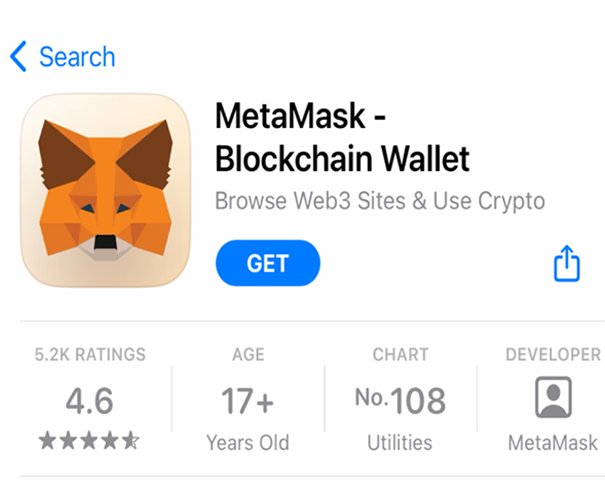 Search
MetaMask -
Blockchain Wallet
Browse Web3 Sites & Use Crypto
GET
5.2K RATINGS
4.6
AGE
17+
Years Old
CHART
No.108
Utilities
DEVELOPER
MetaMask